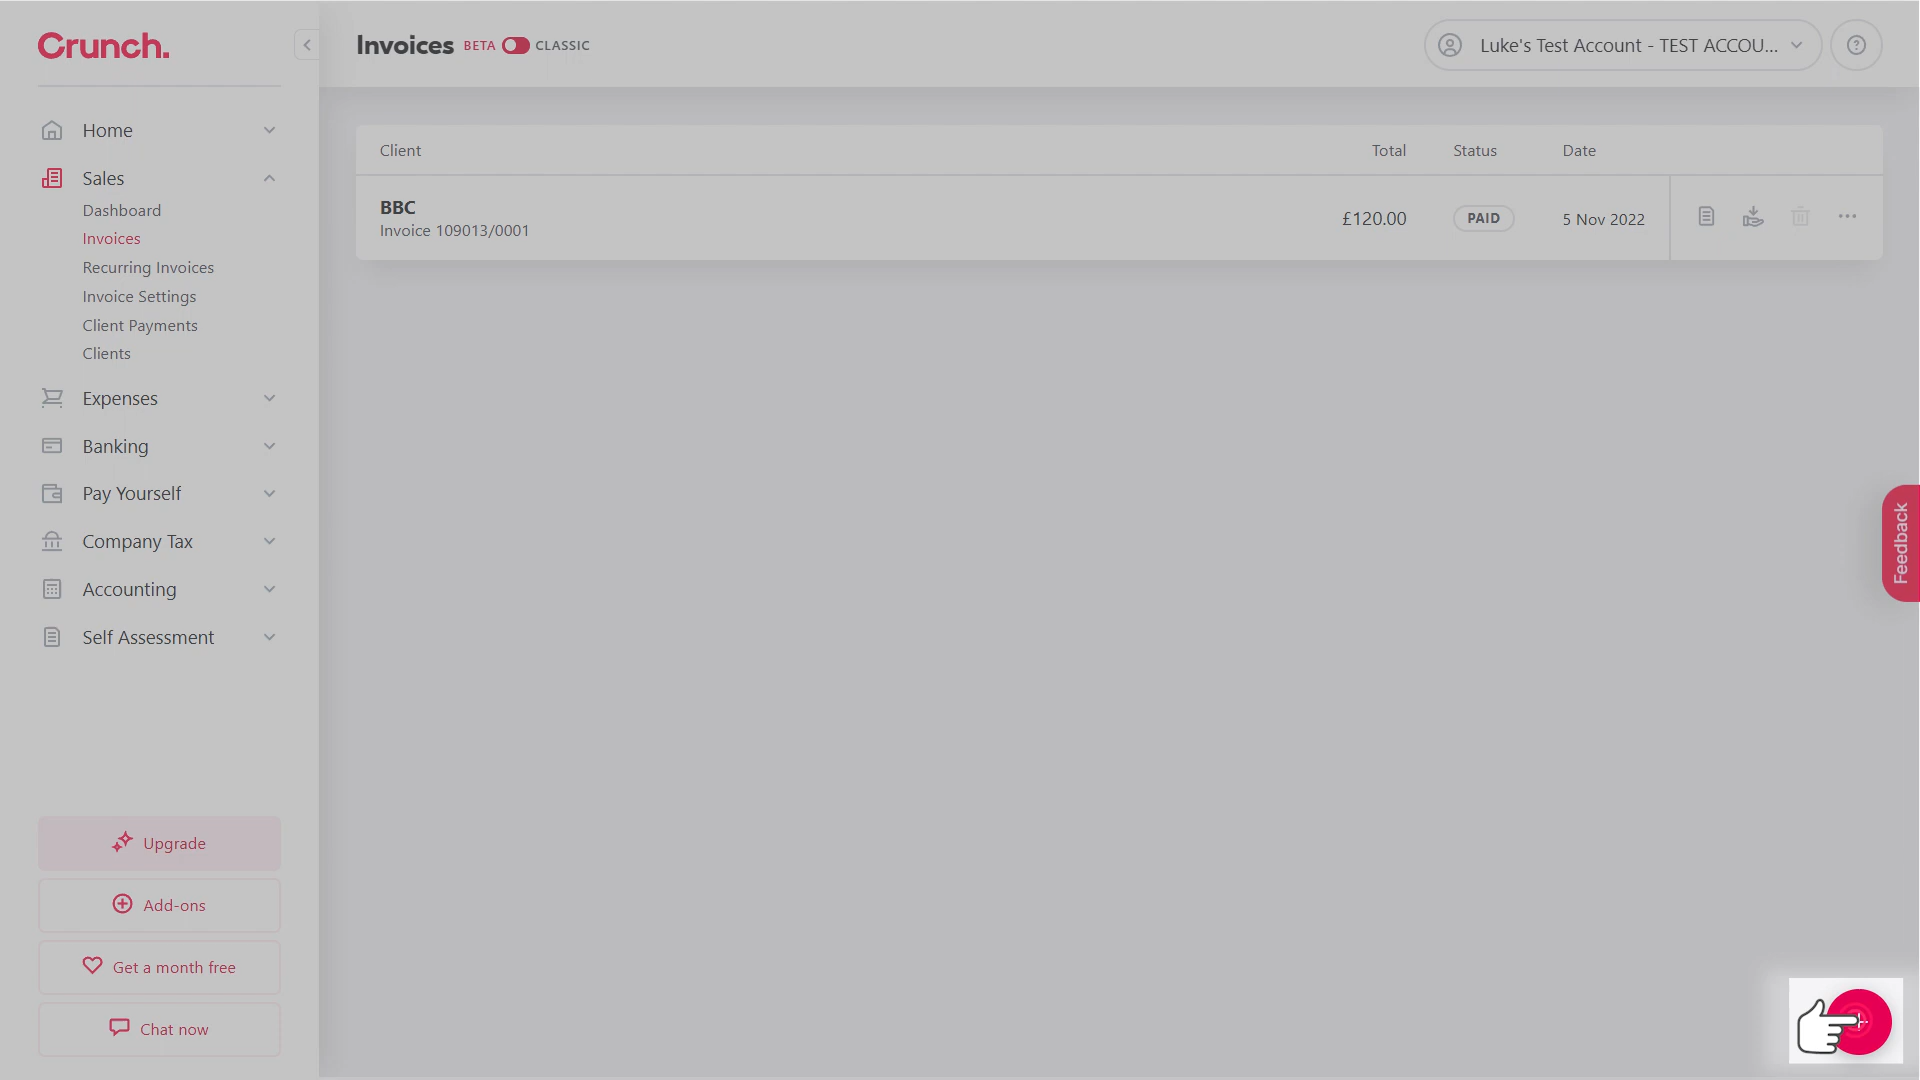 Crunch.
Invoices BETA CLASSIC
Luke's Test Account - TEST ACCOU...
Home
Sales
Dashboard
Invoices
Recurring Invoices
Invoice Settings
Client Payments
Clients
Expenses
Banking
Pay Yourself
Company Tax
Accounting
Self Assessment
Upgrade
Add-ons
Get a month free
Chat now
Client Total Status Date
BBC
Invoice 109013/0001
£120.00 PAID 5 Nov 2022
Feedback